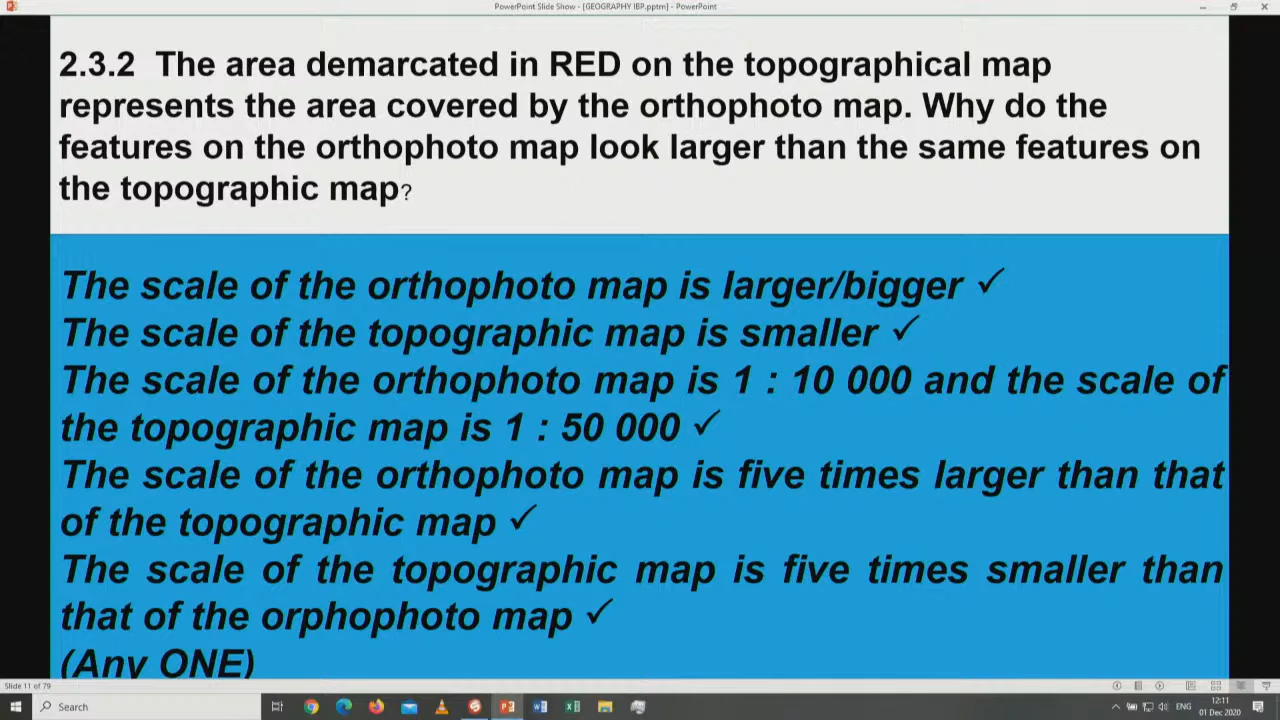 PowerPoint Slide Show - [GEOGRAPHY IBP.pptm] - PowerPoint
2.3.2 The area demarcated in RED on the topographical map
represents the area covered by the orthophoto map. Why do the
features on the orthophoto map look larger than the same features on
the topographic map?
The scale of the orthophoto map is larger/bigger ✓
The scale of the topographic map is smaller ✓
The scale of the orthophoto map is 1 : 10 000 and the scale of
the topographic map is 1 : 50 000 ✓
The scale of the orthophoto map is five times larger than that
of the topographic map ✓
The scale of the topographic map is five times smaller than
that of the orphophoto map ✓
(Any ONE)
Slide 11 of 79
Search
ENG
12:11
01 Dec 2020